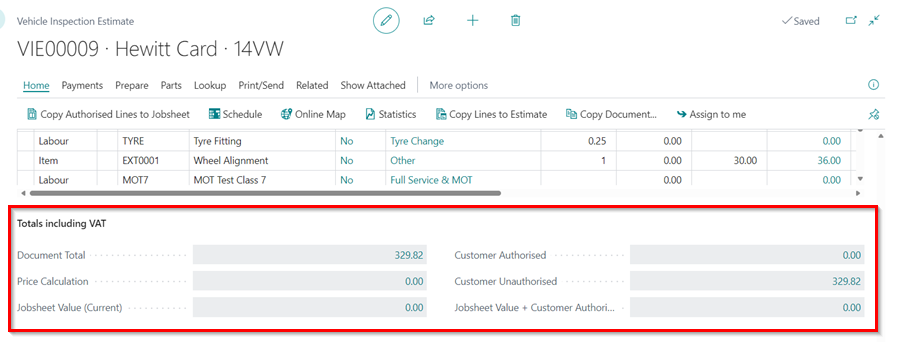 Vehicle Inspection Estimate
Saved
VIE00009 · Hewitt Card · 14VW
Home Payments Prepare Parts Lookup Print/Send Related Show Attached More options
Copy Authorised Lines to Jobsheet Schedule Online Map Statistics Copy Lines to Estimate Copy Document... Assign to me
Labour TYRE Tyre Fitting No Tyre Change 0.25 0.00 0.00
Item EXT0001 Wheel Alignment No Other 1 0.00 30.00 36.00
Labour MOT7 MOT Test Class 7 No Full Service & MOT 0.00 0.00
Totals including VAT
Document Total 329.82 Customer Authorised 0.00
Price Calculation 0.00 Customer Unauthorised 329.82
Jobsheet Value (Current) 0.00 Jobsheet Value + Customer Authori... 0.00